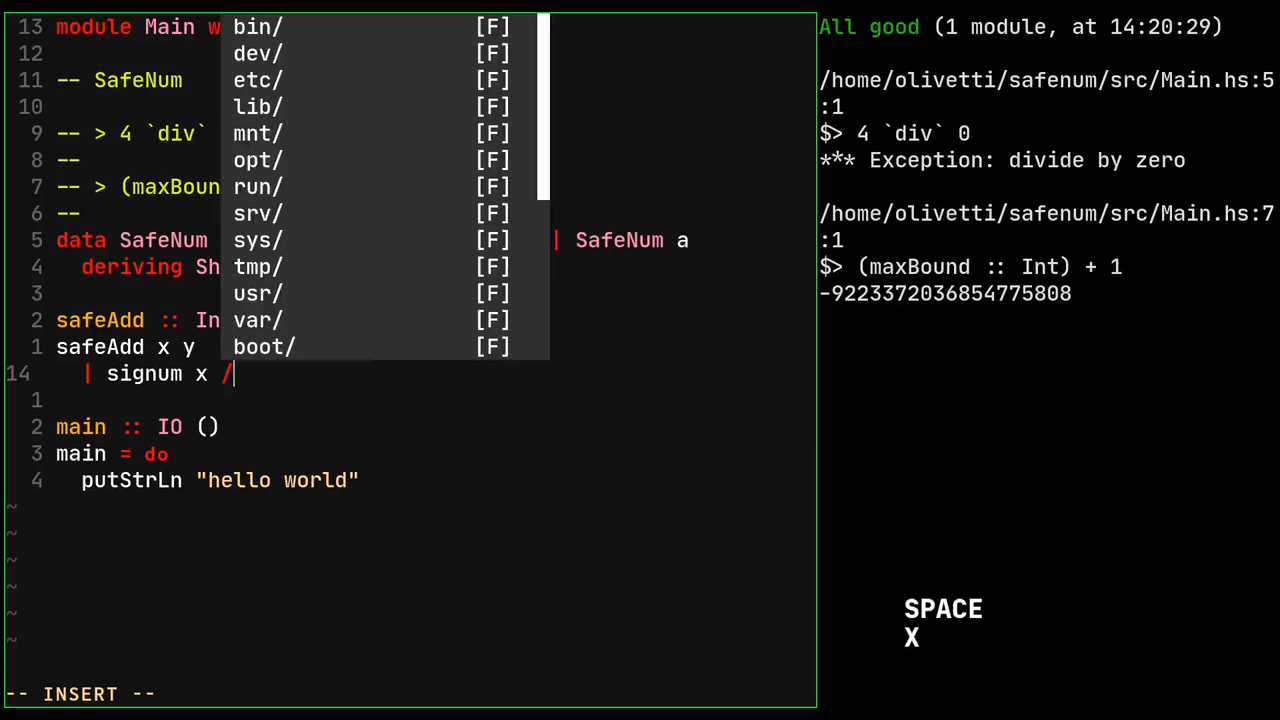 13 module Main w
12
11 -- SafeNum
10
9 -- > 4 `div`
8 --
7 -- > (maxBoun
6 --
5 data SafeNum | SafeNum a
4 deriving Sh
3
2 safeAdd :: In
1 safeAdd x y
14 | signum x /
1
2 main :: IO ()
3 main = do
4 putStrLn "hello world"
~
~
~
~
~
~
-- INSERT --
bin/ [F]
dev/ [F]
etc/ [F]
lib/ [F]
mnt/ [F]
opt/ [F]
run/ [F]
srv/ [F]
sys/ [F]
tmp/ [F]
usr/ [F]
var/ [F]
boot/ [F]
All good (1 module, at 14:20:29)
/home/olivetti/safenum/src/Main.hs:5
:1
$> 4 `div` 0
*** Exception: divide by zero
/home/olivetti/safenum/src/Main.hs:7
:1
$> (maxBound :: Int) + 1
-9223372036854775808
SPACE
X